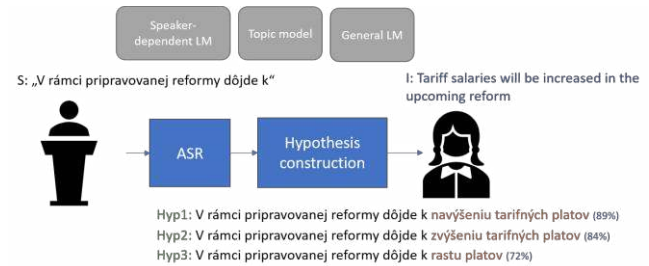 Speaker-
dependent LM
Topic model
General LM
S: „V rámci pripravovanej reformy dôjde k“
I: Tariff salaries will be increased in the
upcoming reform
ASR
Hypothesis
construction
Hyp1: V rámci pripravovanej reformy dôjde k navýšeniu tarifných platov (89%)
Hyp2: V rámci pripravovanej reformy dôjde k zvýšeniu tarifných platov (84%)
Hyp3: V rámci pripravovanej reformy dôjde k rastu platov (72%)